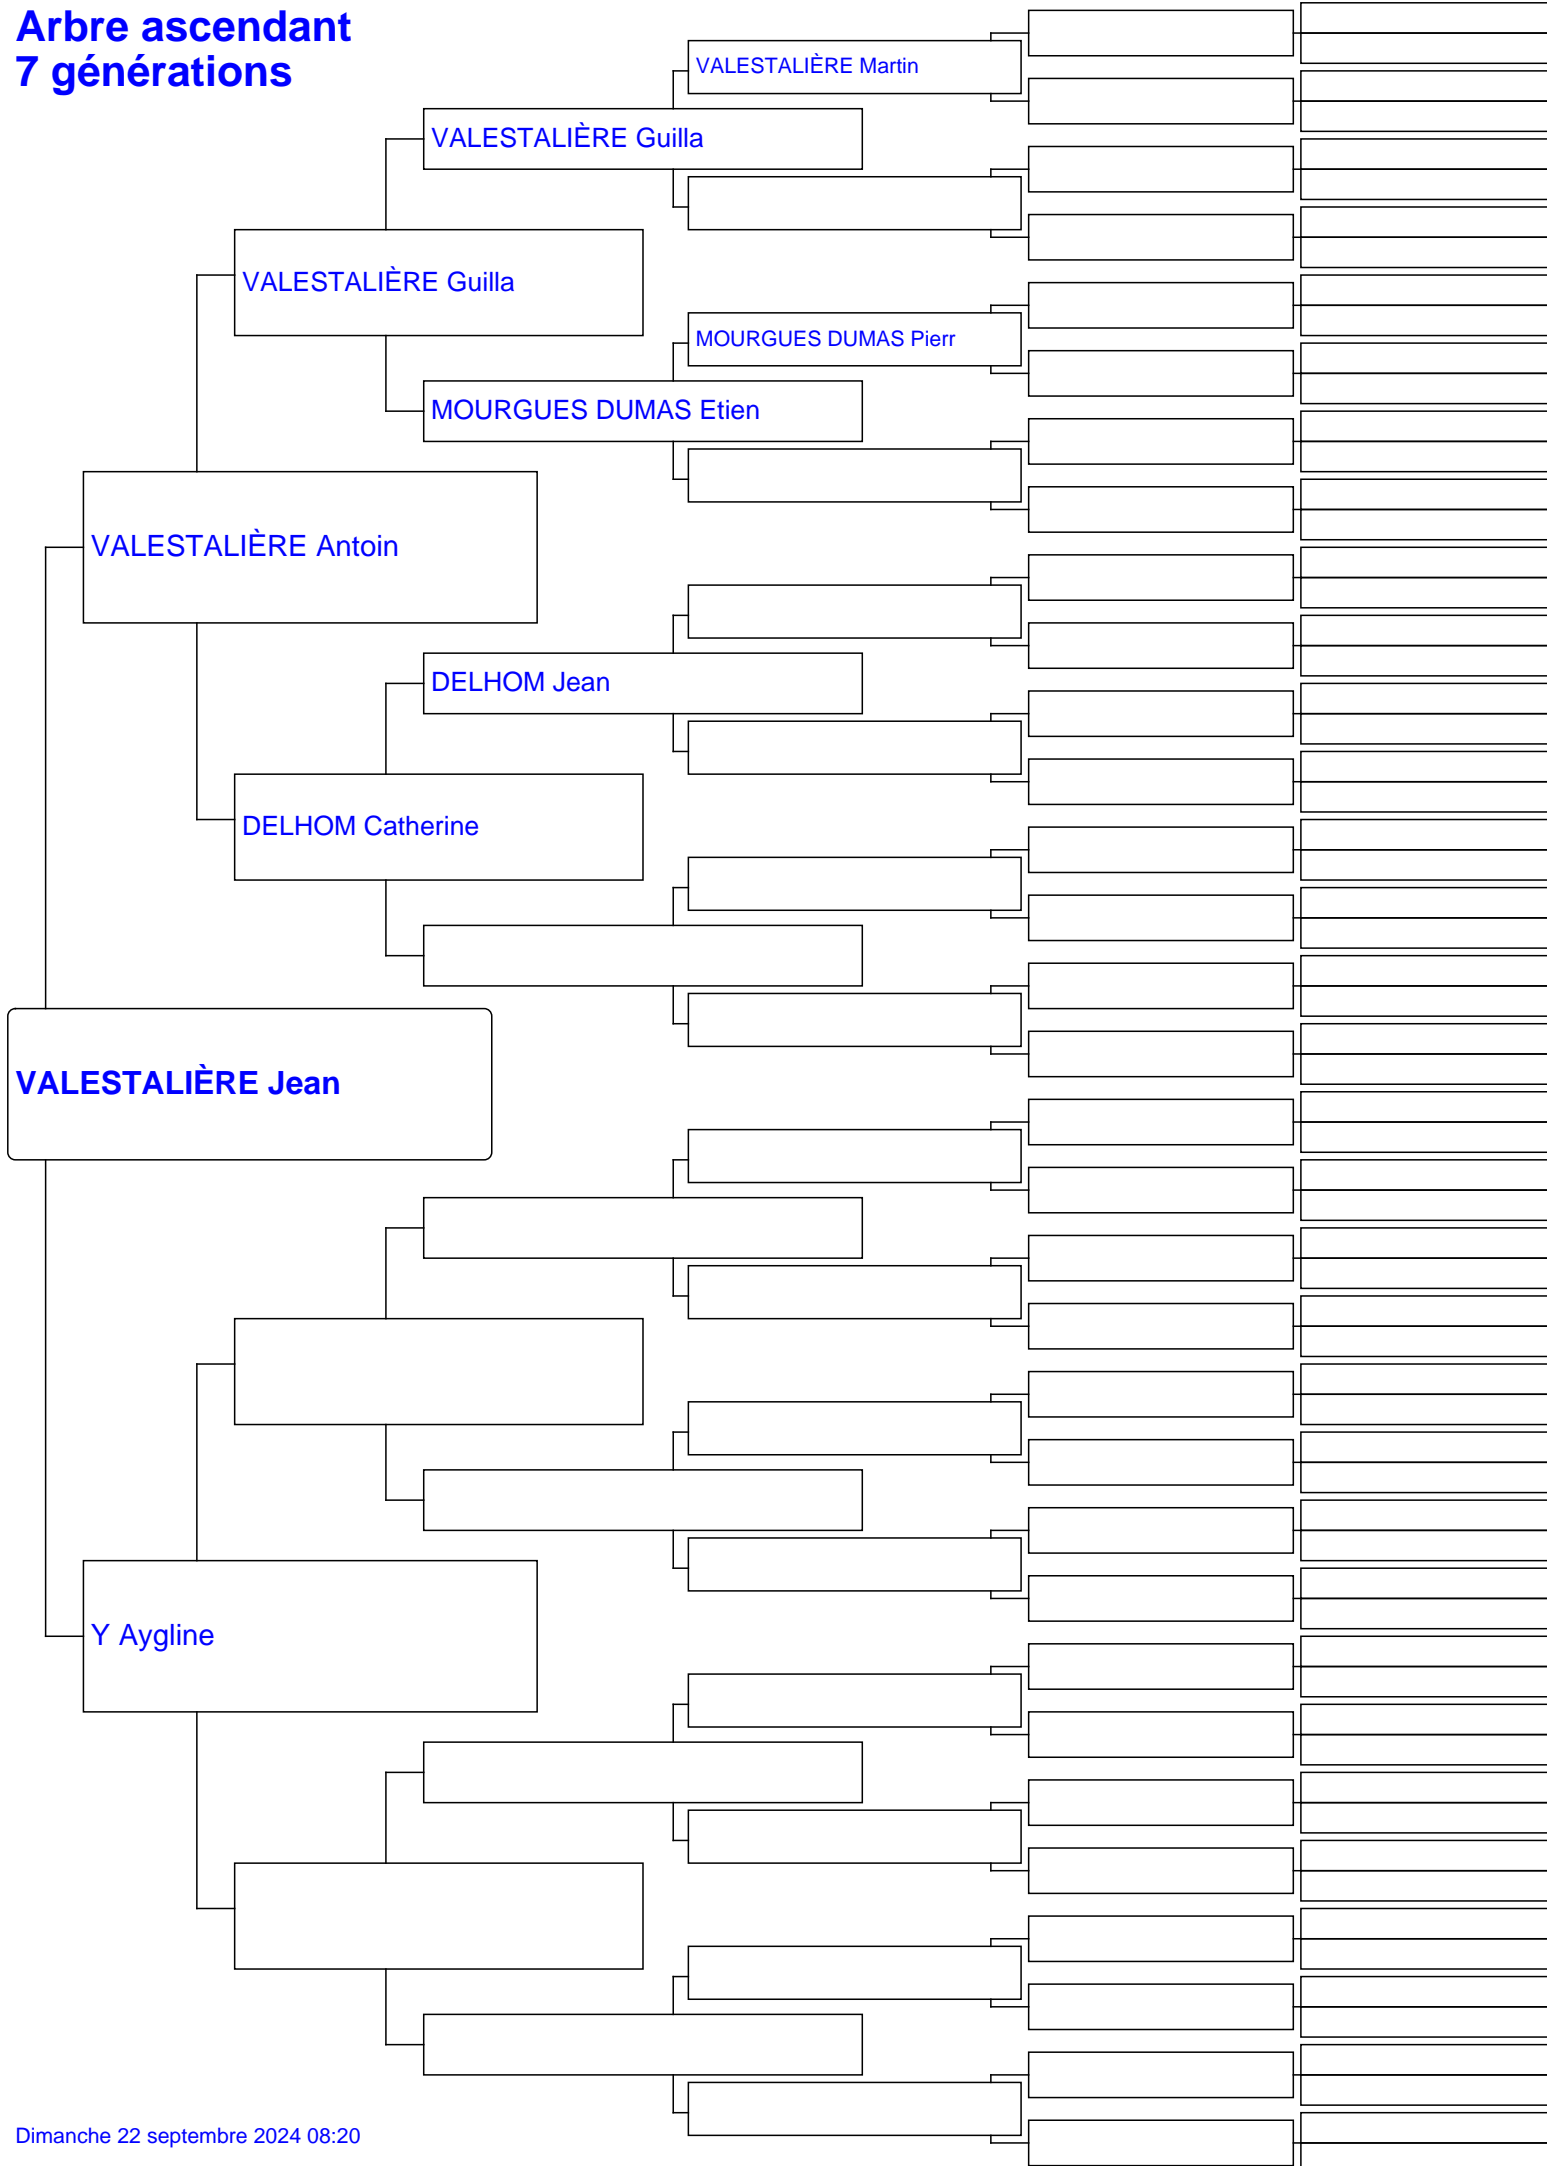 Arbre ascendant
7 générations
VALESTALIÈRE Martin
VALESTALIÈRE Guilla
VALESTALIÈRE Guilla
MOURGUES DUMAS Pierr
MOURGUES DUMAS Etien
VALESTALIÈRE Antoin
DELHOM Jean
DELHOM Catherine
VALESTALIÈRE Jean
Y Aygline
Dimanche 22 septembre 2024 08:20